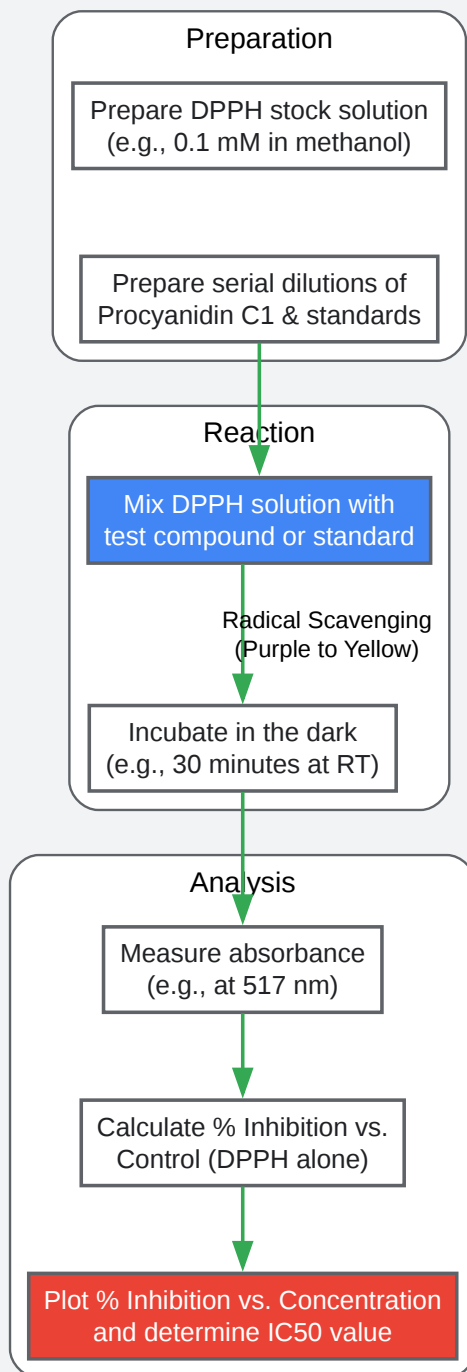 Preparation
Prepare DPPH stock solution
(e.g., 0.1 mM in methanol)
Prepare serial dilutions of
Procyanidin C1 & standards
Reaction
Mix DPPH solution with
test compound or standard
Radical Scavenging
(Purple to Yellow)
Incubate in the dark
(e.g., 30 minutes at RT)
Analysis
Measure absorbance
(e.g., at 517 nm)
Calculate % Inhibition vs.
Control (DPPH alone)
Plot % Inhibition vs. Concentration
and determine IC50 value